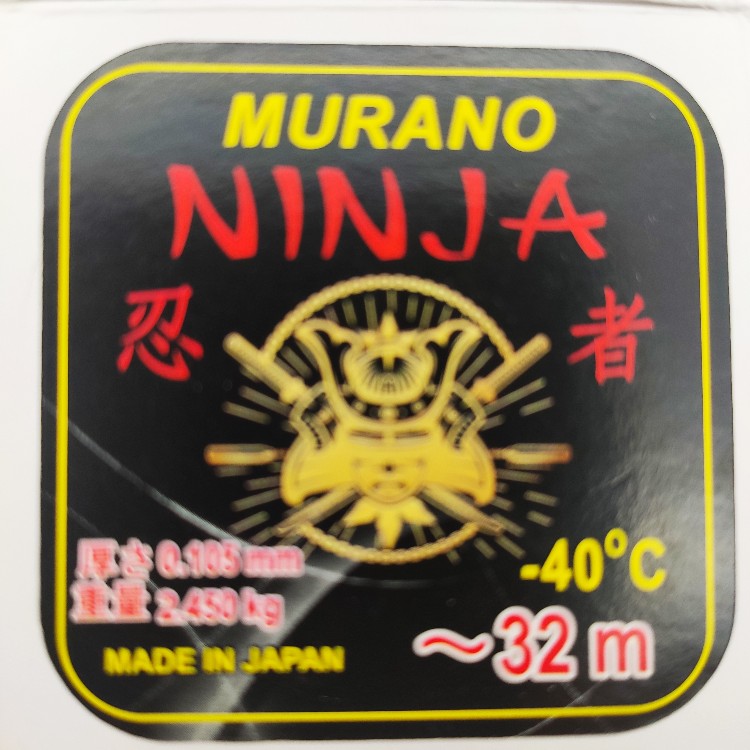 MURANO
NINJA
忍 者
厚さ 0.105 mm
重量 2.450 kg
-40°C
～32 m
MADE IN JAPAN